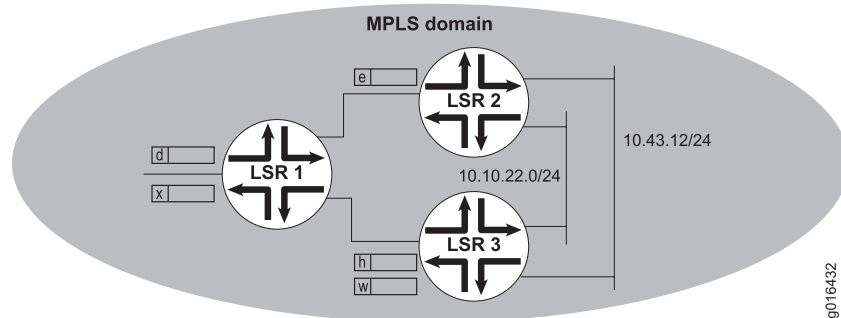 MPLS domain
e
LSR 2
d
LSR 1
10.43.12/24
x
10.10.22.0/24
LSR 3
h
w
g016432